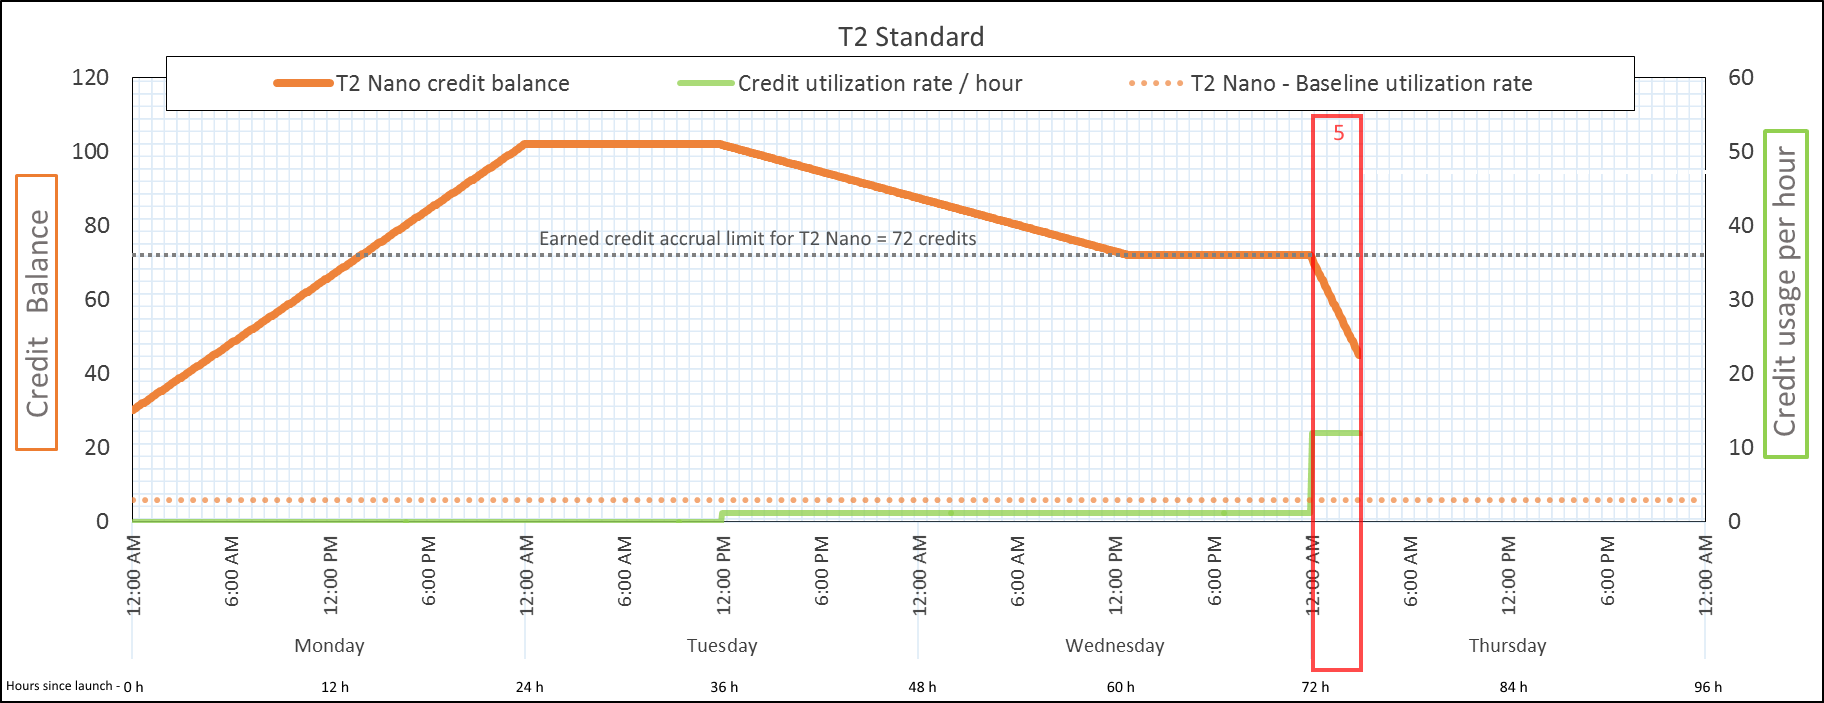 T2 Standard
T2 Nano credit balance
Credit utilization rate / hour
T2 Nano - Baseline utilization rate
120
100
80
60
40
20
0
Credit Balance
60
50
40
30
20
10
0
Credit usage per hour
5
Earned credit accrual limit for T2 Nano = 72 credits
12:00 AM
6:00 AM
12:00 PM
6:00 PM
12:00 AM
6:00 AM
12:00 PM
6:00 PM
12:00 AM
6:00 AM
12:00 PM
6:00 PM
12:00 AM
6:00 AM
12:00 PM
6:00 PM
12:00 AM
Monday
Tuesday
Wednesday
Thursday
Hours since launch - 0 h
12 h
24 h
36 h
48 h
60 h
72 h
84 h
96 h